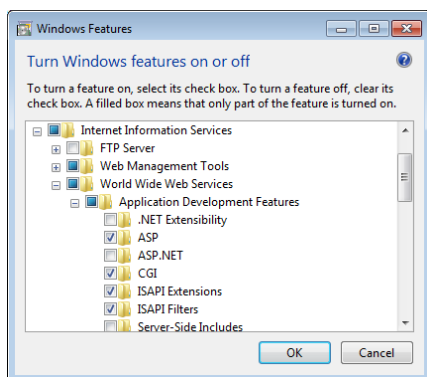 Windows Features
Turn Windows features on or off
To turn a feature on, select its check box. To turn a feature off, clear its
check box. A filled box means that only part of the feature is turned on.
Internet Information Services
FTP Server
Web Management Tools
World Wide Web Services
Application Development Features
.NET Extensibility
ASP
ASP.NET
CGI
ISAPI Extensions
ISAPI Filters
Server-Side Includes
OK Cancel